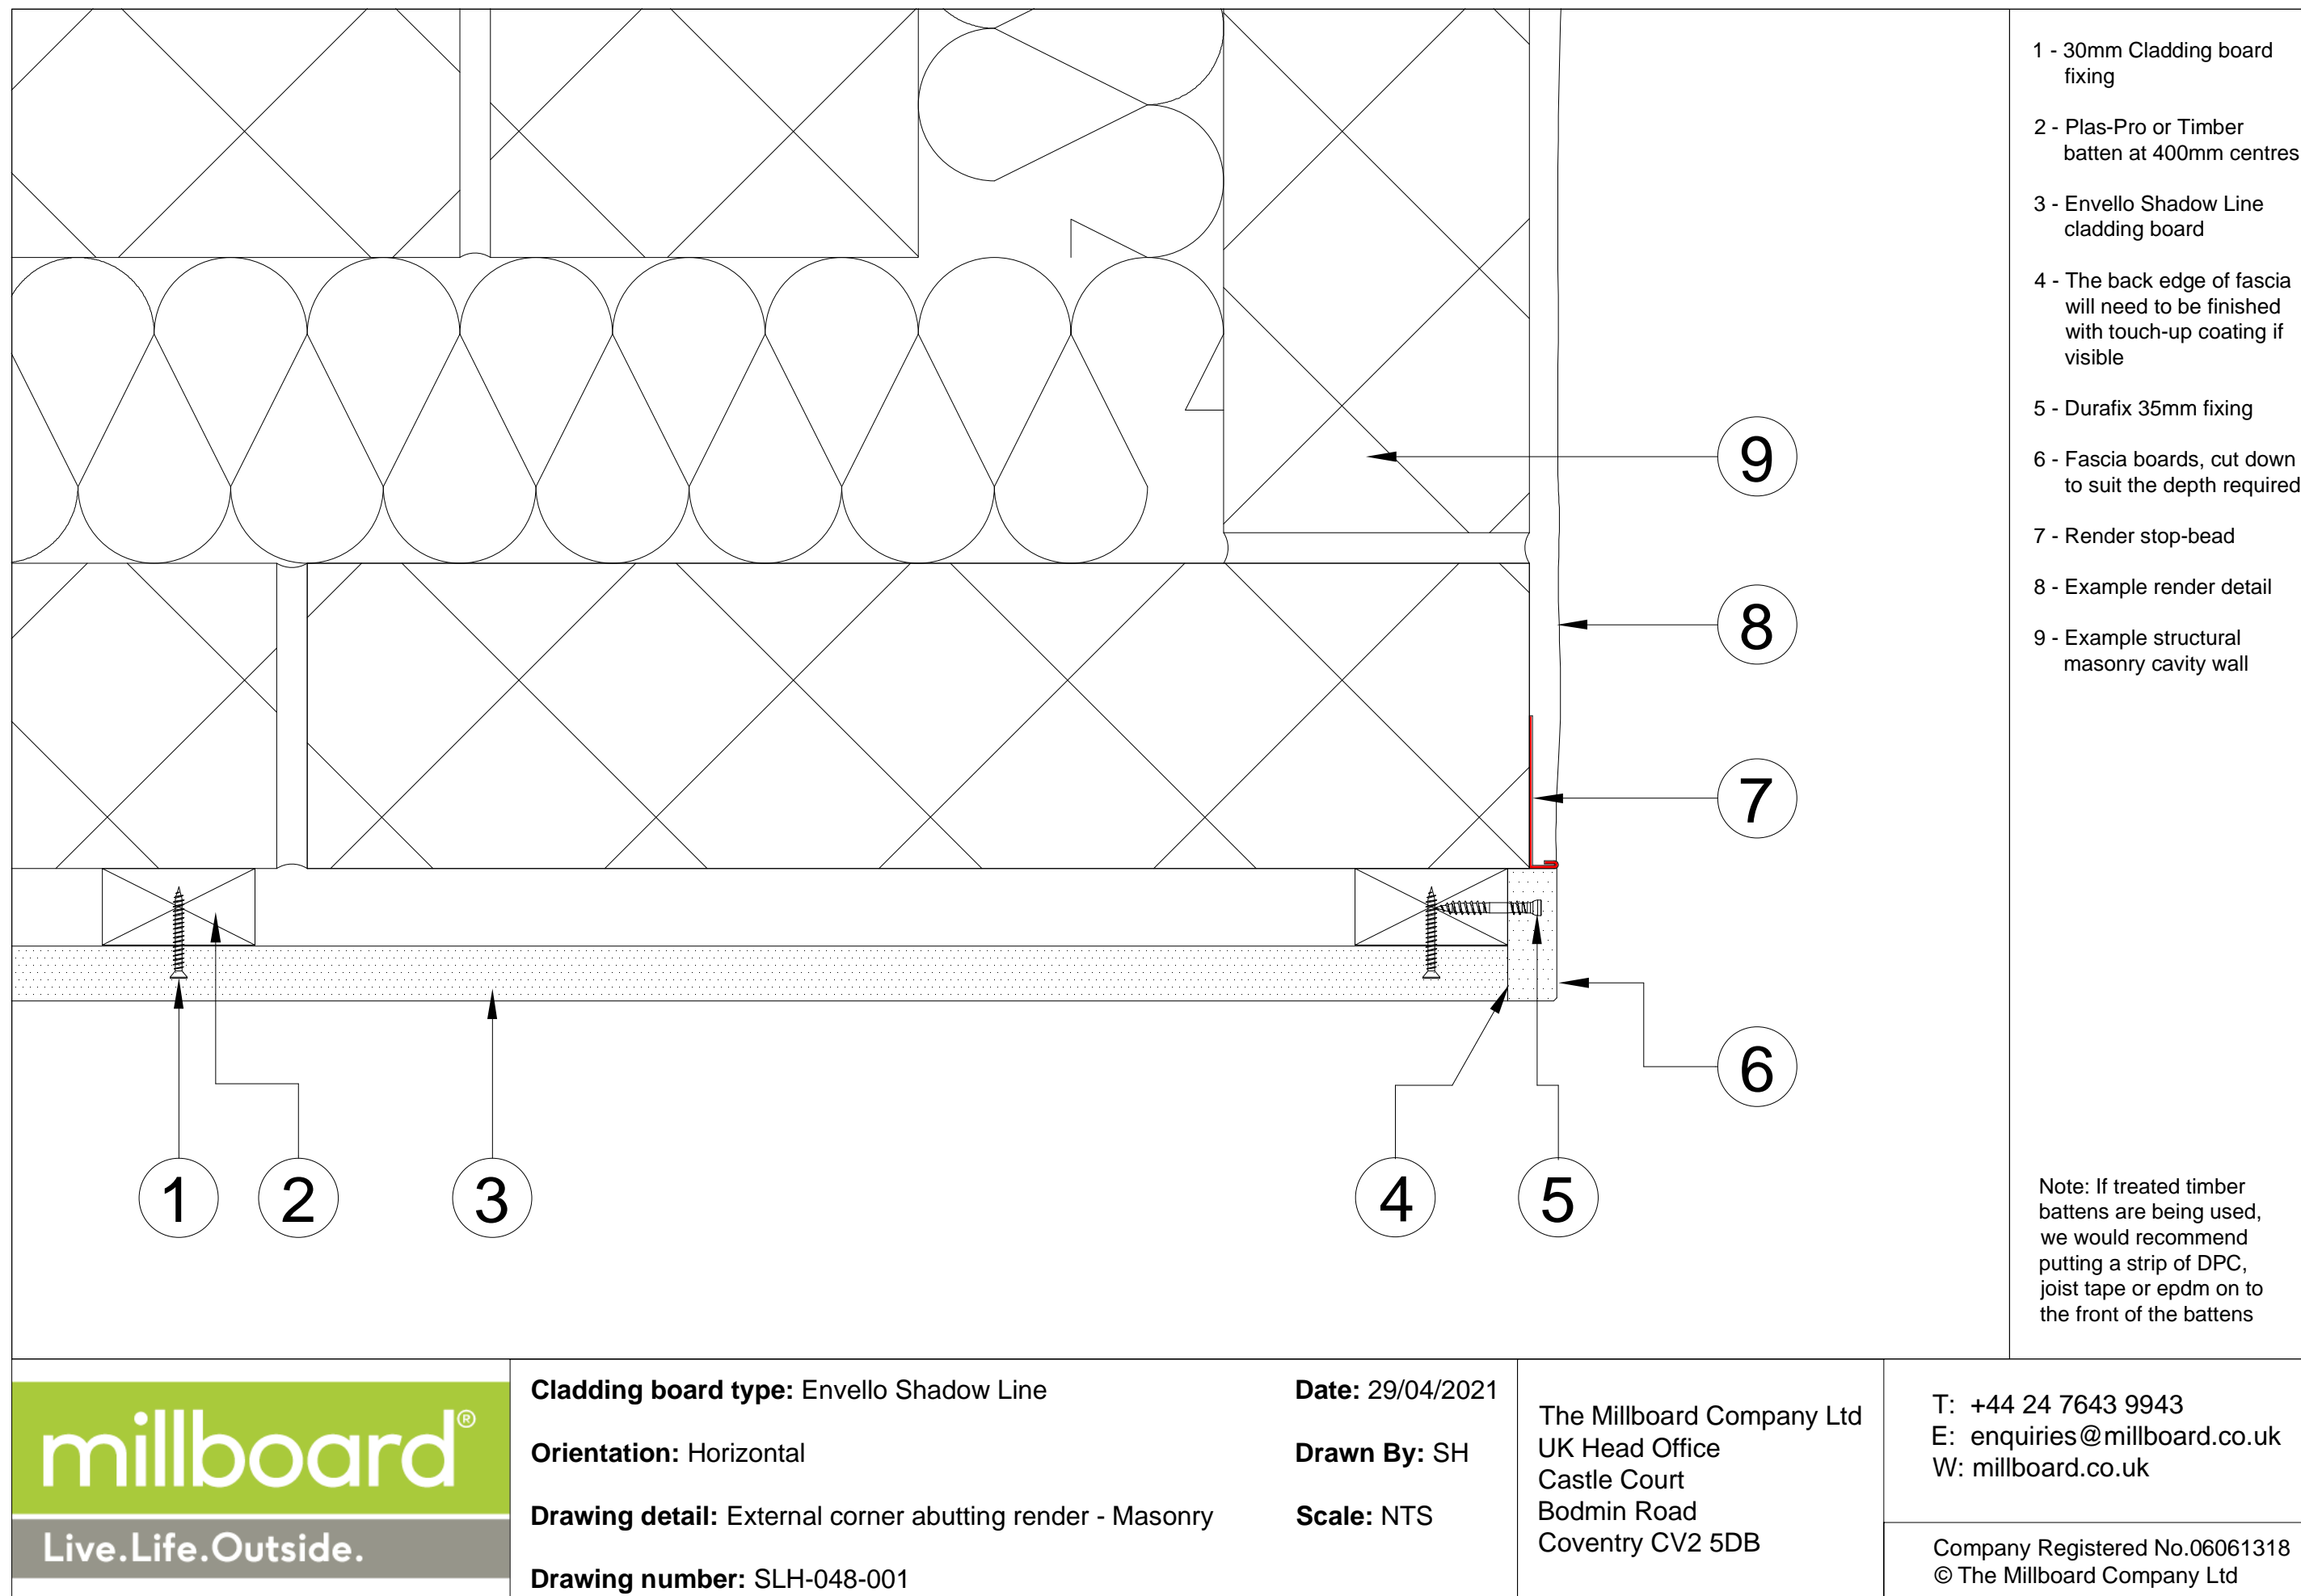 1 - 30mm Cladding board
fixing
2 - Plas-Pro or Timber
batten at 400mm centres
3 - Envello Shadow Line
cladding board
4 - The back edge of fascia
will need to be finished
with touch-up coating if
visible
5 - Durafix 35mm fixing
6 - Fascia boards, cut down
to suit the depth required
7 - Render stop-bead
8 - Example render detail
9 - Example structural
masonry cavity wall
9
8
7
6
1
2
3
4
5
Note: If treated timber
battens are being used,
we would recommend
putting a strip of DPC,
joist tape or epdm on to
the front of the battens
millboard®
Live.Life.Outside.
Cladding board type: Envello Shadow Line
Orientation: Horizontal
Drawing detail: External corner abutting render - Masonry
Drawing number: SLH-048-001
Date: 29/04/2021
Drawn By: SH
Scale: NTS
The Millboard Company Ltd
UK Head Office
Castle Court
Bodmin Road
Coventry CV2 5DB
T: +44 24 7643 9943
E: enquiries@millboard.co.uk
W: millboard.co.uk
Company Registered No.06061318
© The Millboard Company Ltd